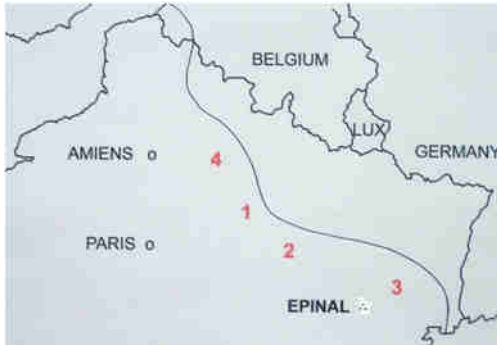 BELGIUM
LUX
GERMANY
AMIENS
4
1
PARIS
2
3
EPINAL